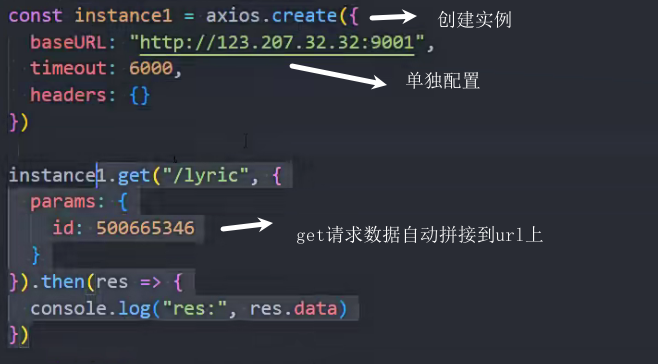 const instance1 = axios.create({ 创建实例
  baseURL: "http://123.207.32.32:9001",
  timeout: 6000, 单独配置
  headers: {}
})
instance1.get("/lyric", {
  params: {
    id: 500665346 get请求数据自动拼接到url上
  }
}).then(res => {
  console.log("res:", res.data)
})